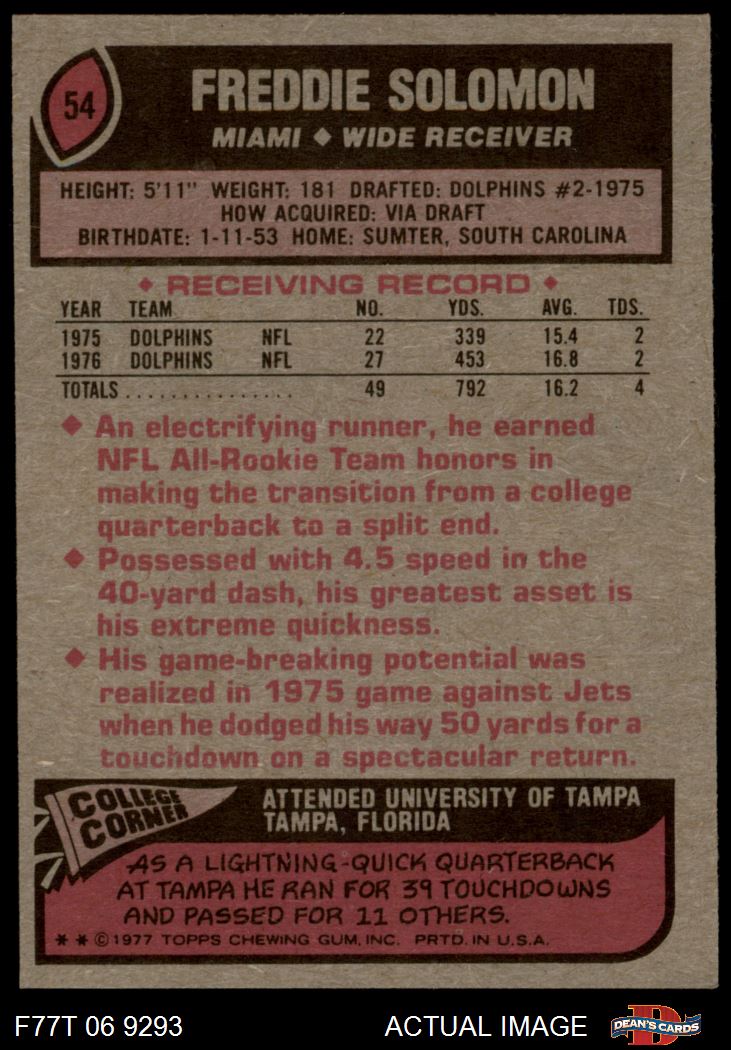 54
FREDDIE SOLOMON
MIAMI ◆ WIDE RECEIVER
HEIGHT: 5'11" WEIGHT: 181 DRAFTED: DOLPHINS #2-1975
HOW ACQUIRED: VIA DRAFT
BIRTHDATE: 1-11-53 HOME: SUMTER, SOUTH CAROLINA
◆ RECEIVING RECORD ◆
YEAR TEAM NO. YDS. AVG. TDS.
1975 DOLPHINS NFL 22 339 15.4 2
1976 DOLPHINS NFL 27 453 16.8 2
TOTALS................ 49 792 16.2 4
◆ An electrifying runner, he earned
NFL All-Rookie Team honors in
making the transition from a college
quarterback to a split end.
◆ Possessed with 4.5 speed in the
40-yard dash, his greatest asset is
his extreme quickness.
◆ His game-breaking potential was
realized in 1975 game against Jets
when he dodged his way 50 yards for a
touchdown on a spectacular return.
COLLEGE
CORNER
ATTENDED UNIVERSITY OF TAMPA
TAMPA, FLORIDA
AS A LIGHTNING-QUICK QUARTERBACK
AT TAMPA HE RAN FOR 39 TOUCHDOWNS
AND PASSED FOR 11 OTHERS.
* * © 1977 TOPPS CHEWING GUM, INC. PRTD. IN U.S.A.
F77T 06 9293 ACTUAL IMAGE D DEAN'S CARDS